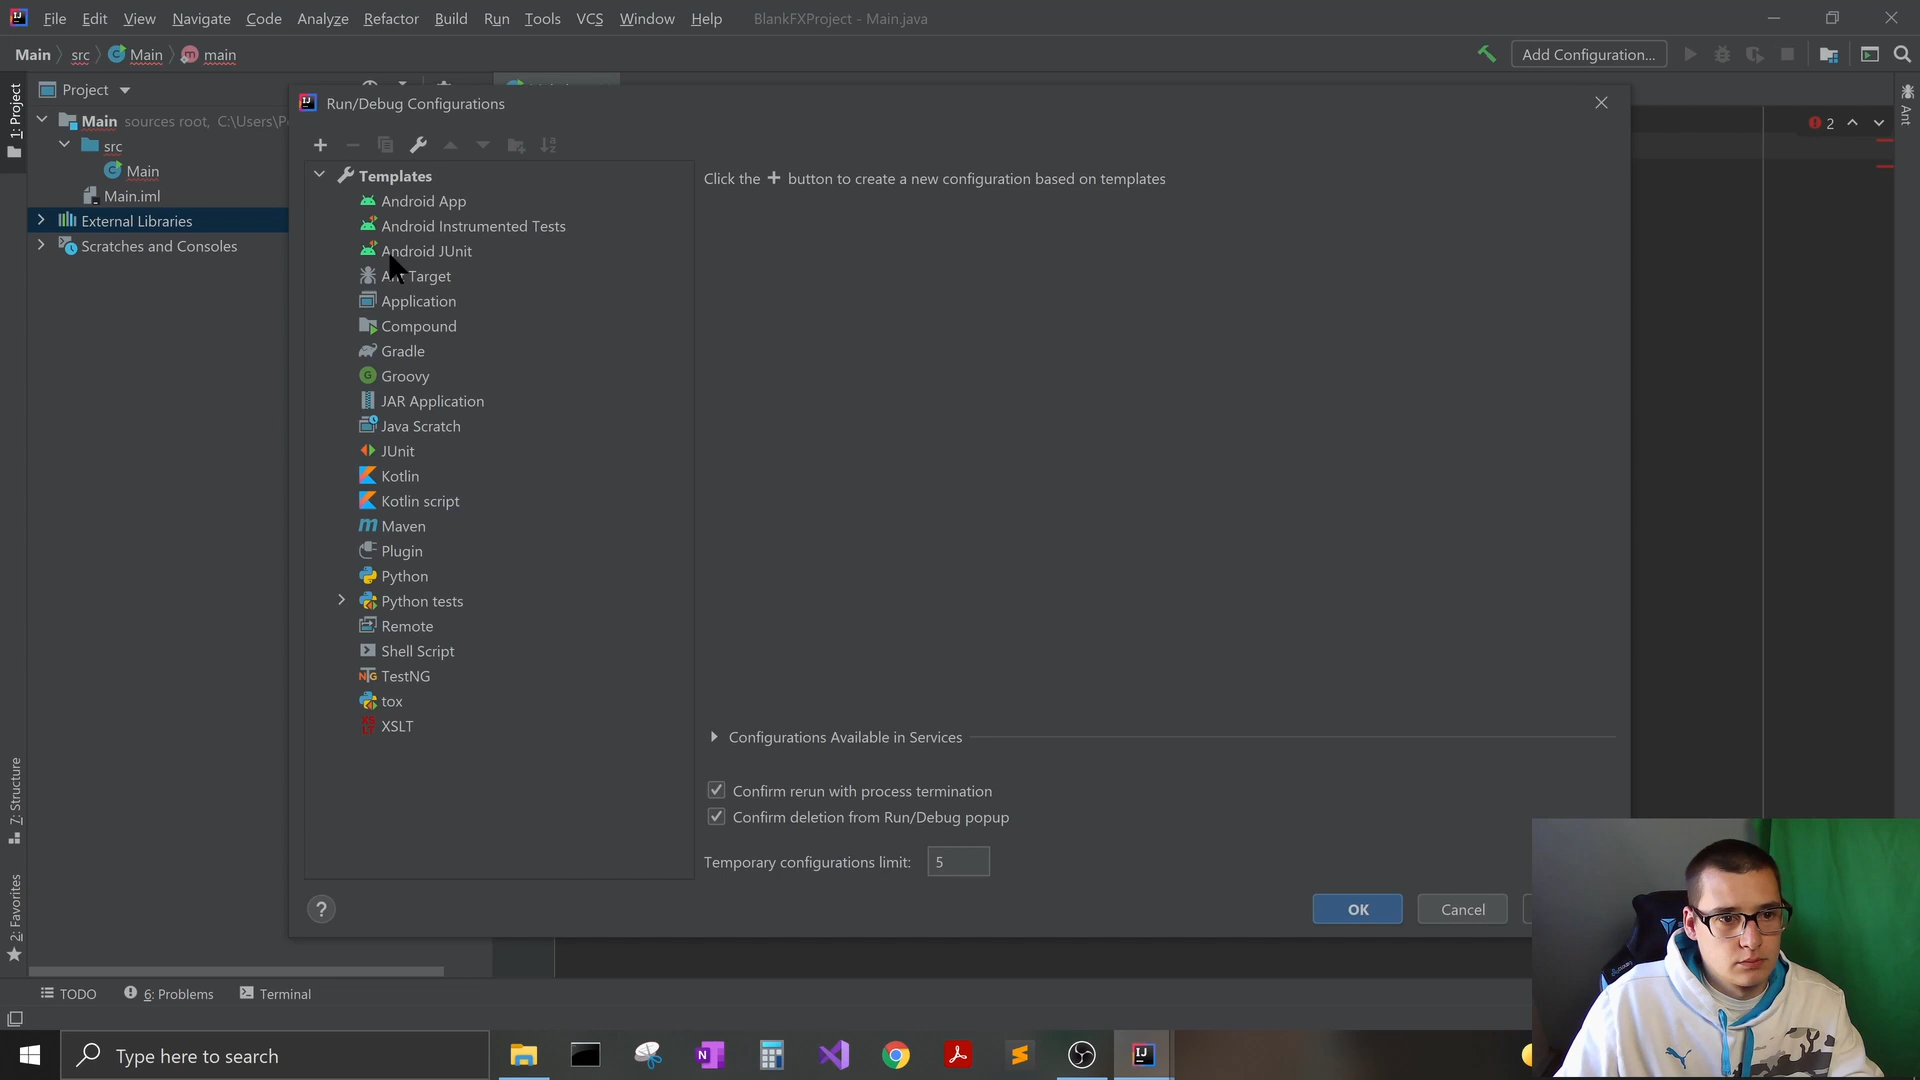 File Edit View Navigate Code Analyze Refactor Build Run Tools VCS Window Help BlankFXProject - Main.java
Main src Main main
Add Configuration...
1: Project
Project
Run/Debug Configurations
Ant
Main sources root, C:\Users\P
2
src
Main
Main.iml
External Libraries
Scratches and Consoles
Templates
Click the + button to create a new configuration based on templates
Android App
Android Instrumented Tests
Android JUnit
Target
Application
Compound
Gradle
Groovy
JAR Application
Java Scratch
JUnit
Kotlin
Kotlin script
Maven
Plugin
Python
Python tests
Remote
Shell Script
TestNG
tox
XSLT
Configurations Available in Services
Confirm rerun with process termination
Confirm deletion from Run/Debug popup
Temporary configurations limit: 5
7: Structure
2: Favorites
?
OK Cancel
TODO 6: Problems Terminal
Type here to search